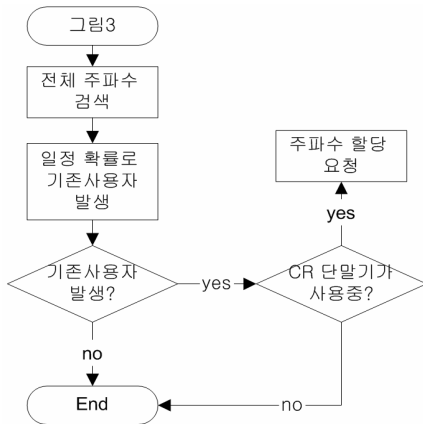 그림3
전체 주파수
검색
일정 확률로
기존사용자
발생
주파수 할당
요청
yes
기존사용자
발생?
yes
CR 단말기가
사용중?
no
End
no